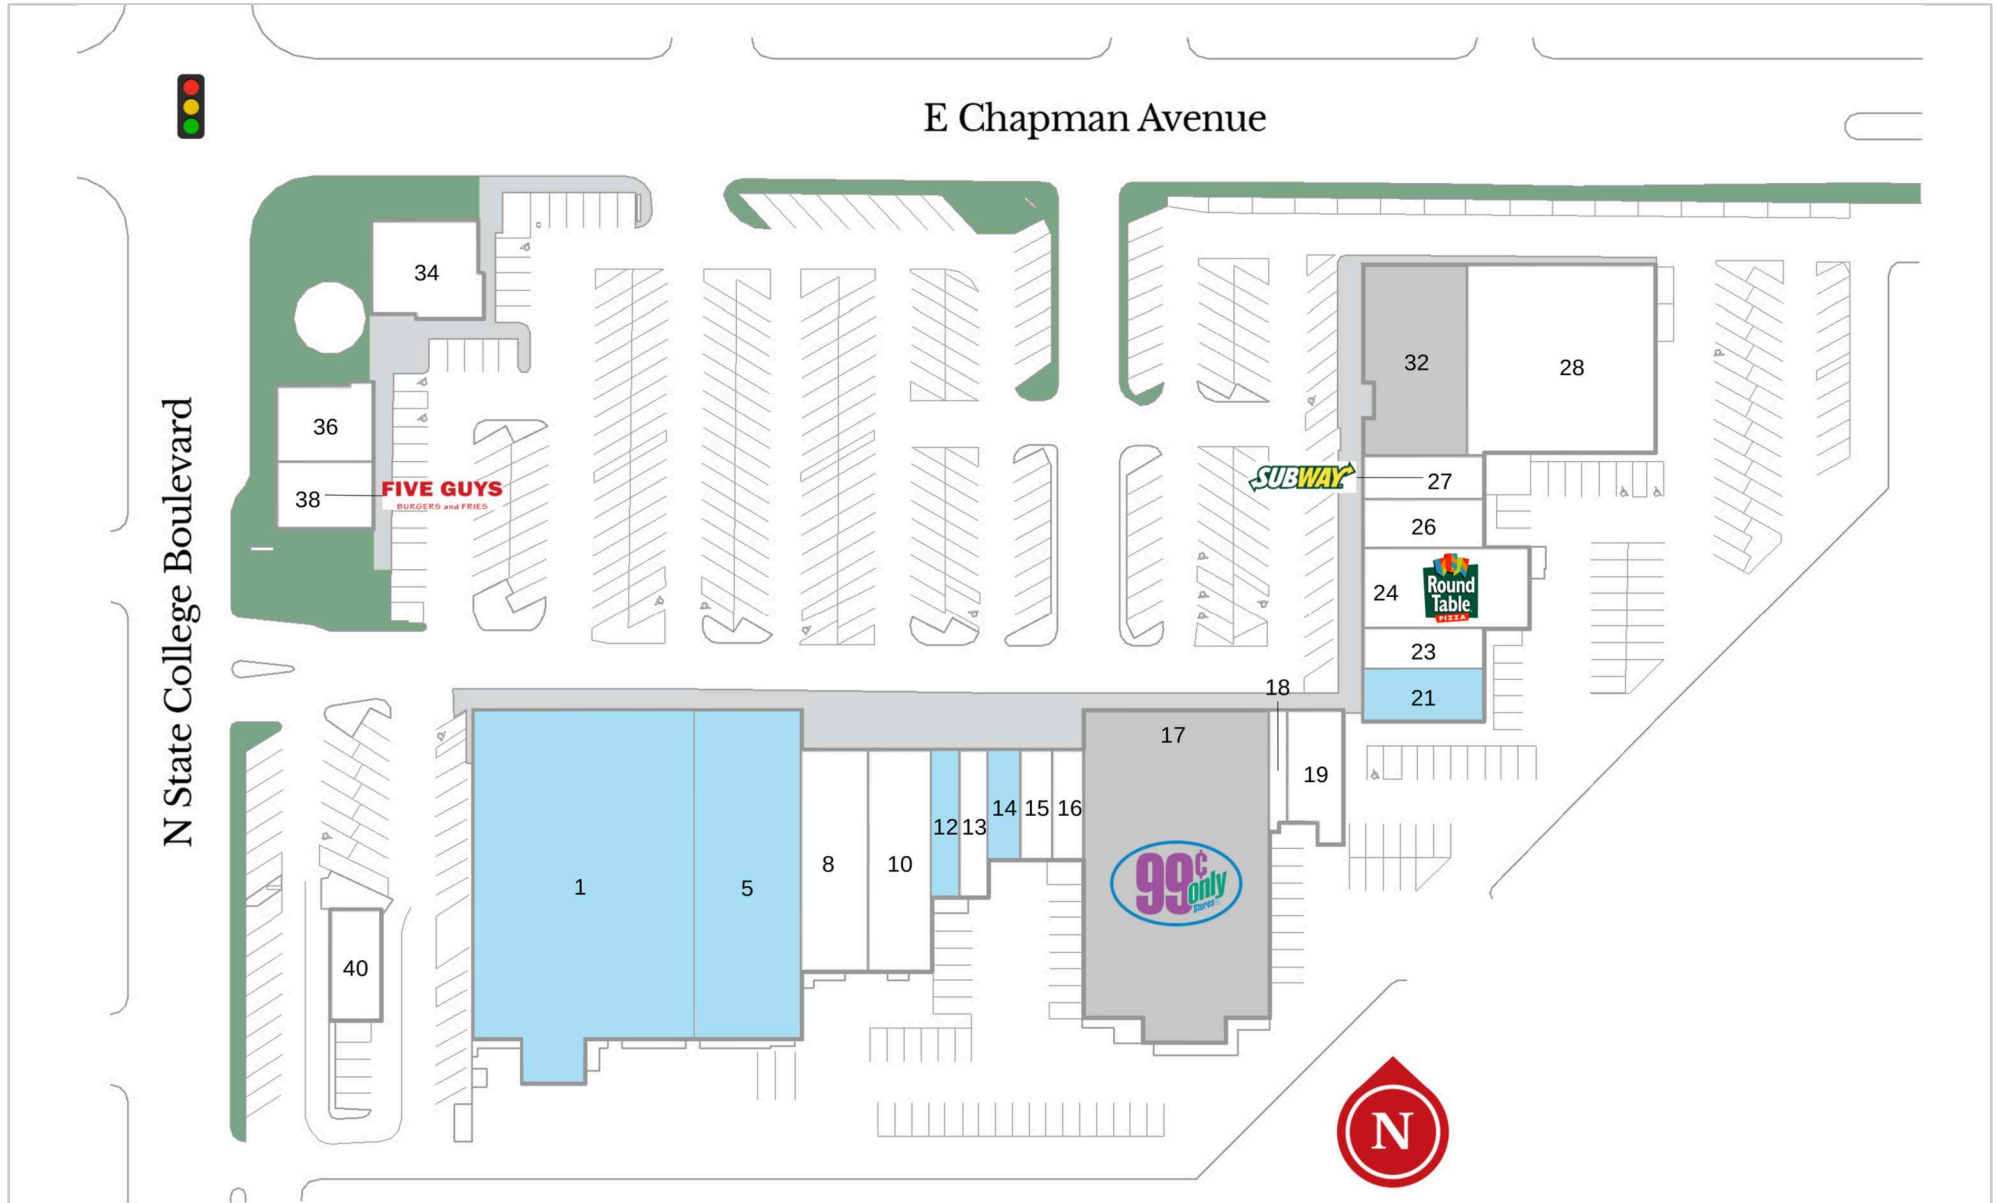 E Chapman Avenue
N State College Boulevard
34
36
38
FIVE GUYS
BURGERS and FRIES
32
28
SUBWAY
27
26
24
Round
Table
PIZZA
23
21
18
17
19
1
5
8
10
12
13
14
15
16
99¢
only
Stores
40
N